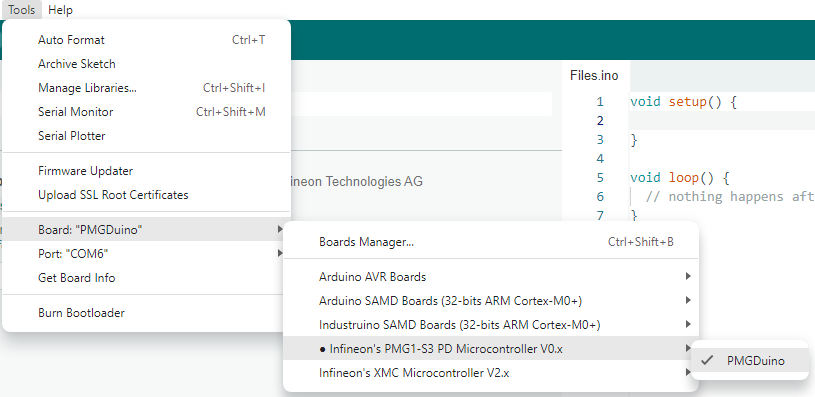 Tools Help
Auto Format Ctrl+T
Archive Sketch
Manage Libraries... Ctrl+Shift+I
Serial Monitor Ctrl+Shift+M
Serial Plotter
Firmware Updater
Upload SSL Root Certificates
Board: "PMGDuino"
Port: "COM6"
Get Board Info
Burn Bootloader
ineon Technologies AG
Boards Manager... Ctrl+Shift+B
Arduino AVR Boards
Arduino SAMD Boards (32-bits ARM Cortex-M0+)
Industruino SAMD Boards (32-bits ARM Cortex-M0+)
● Infineon's PMG1-S3 PD Microcontroller V0.x
Infineon's XMC Microcontroller V2.x
✓ PMGDuino
Files.ino
1 void setup() {
2
3 }
4
5 void loop() {
6 // nothing happens aft
7 }